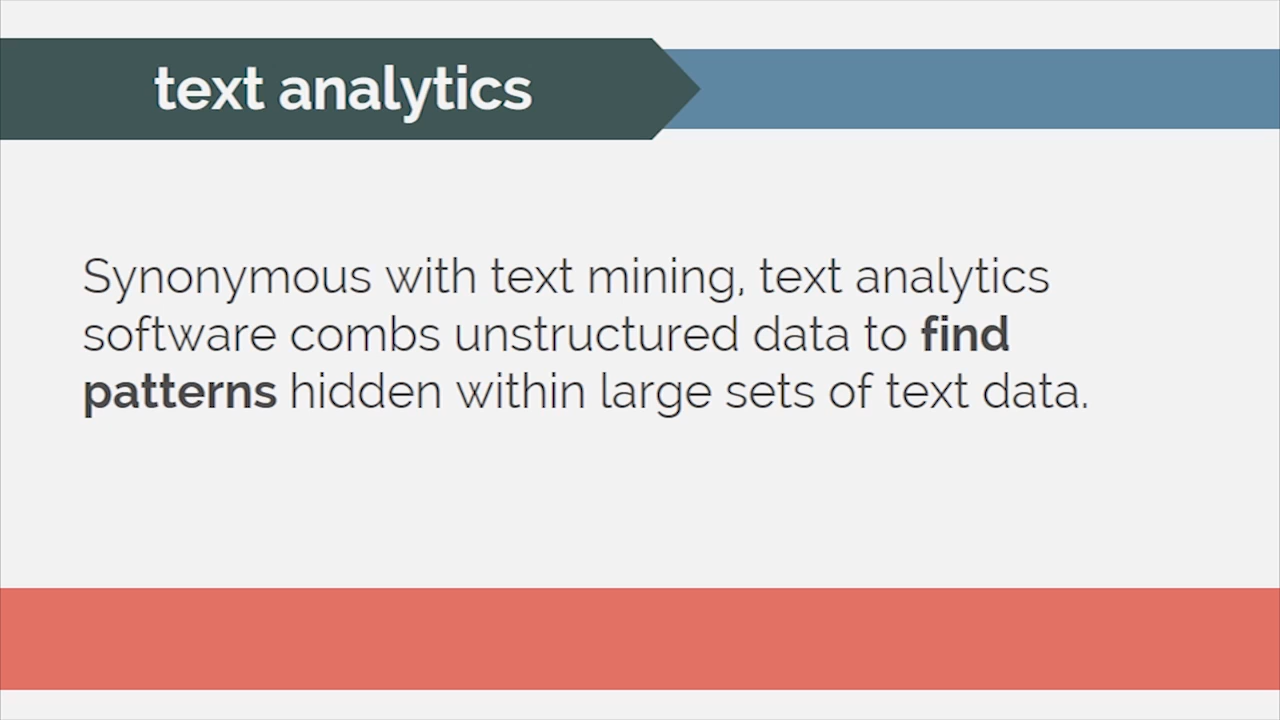 text analytics
Synonymous with text mining, text analytics
software combs unstructured data to find
patterns hidden within large sets of text data.